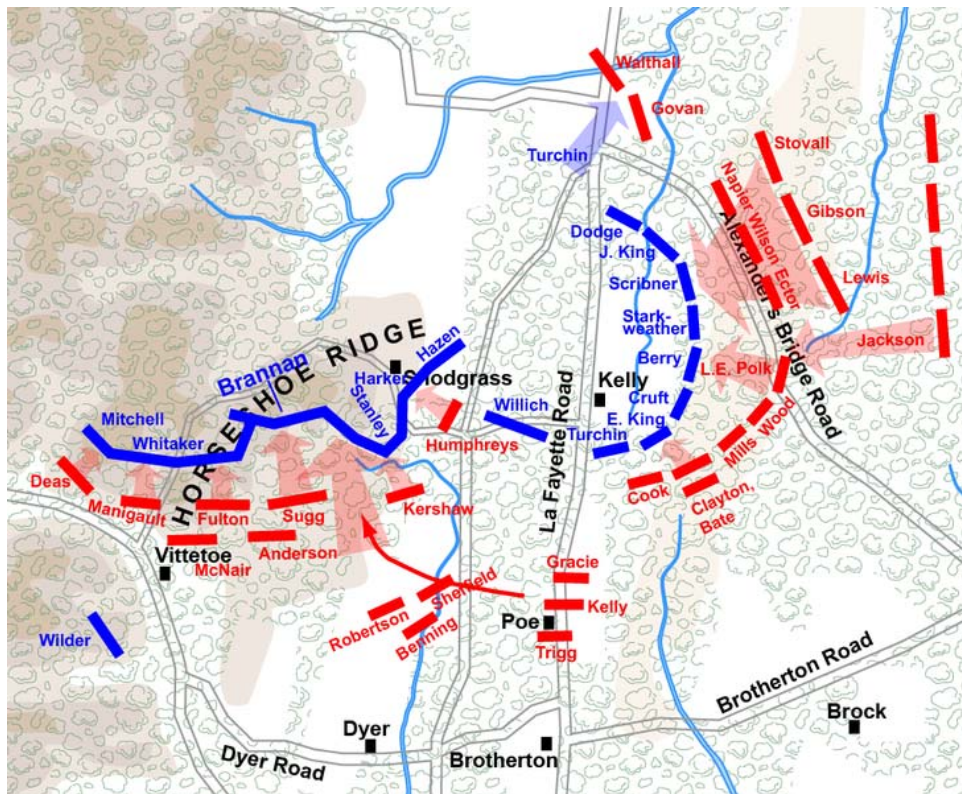 Walthall
Govan
Turchin
Stovall
Napier Wilson Ector
Gibson
Dodge
J. King
Alexander's Bridge Road
Scribner
Lewis
Stark-
weather
Jackson
HORSESHOE RIDGE
Hazen
Brannan
Harker
Snodgrass
Stanley
Berry
L.E. Polk
Kelly
Cruft
Mitchell
Whitaker
Willich
E. King
Turchin
Humphreys
Mills
Wood
La Fayette Road
Deas
Manigault
Fulton
Sugg
Kershaw
Cook
Clayton,
Bate
Vittetoe
McNair
Anderson
Gracie
Sheffield
Kelly
Robertson
Benning
Poe
Trigg
Wilder
Brotherton Road
Dyer
Brock
Dyer Road
Brotherton